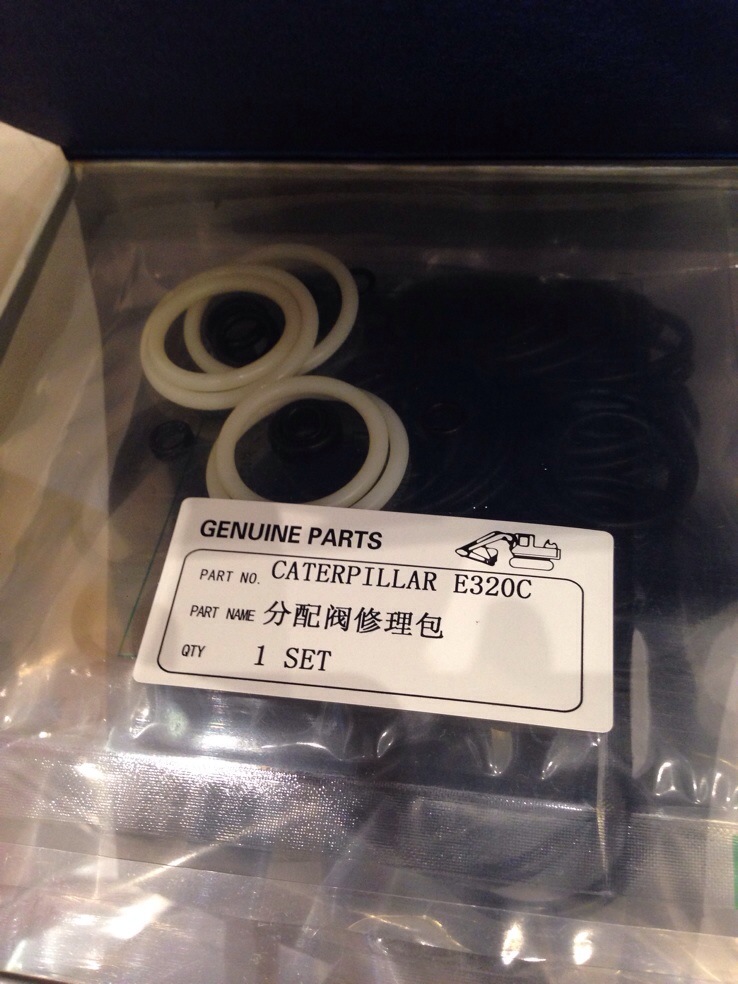 GENUINE PARTS
PART NO. CATERPILLAR E320C
PART NAME 分配阀修理包
QTY 1 SET